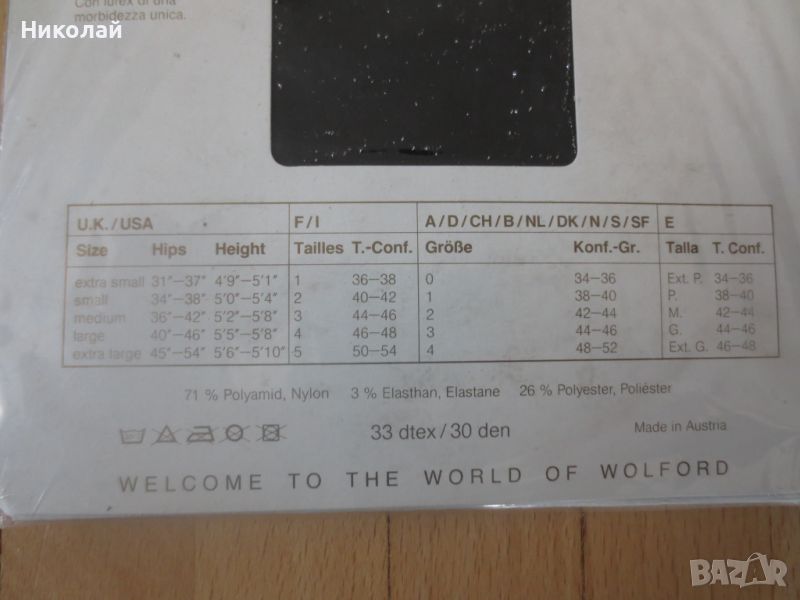 Con lurex di una
Николай
morbidezza unica.
U.K./USA F/I A/D/CH/B/NL/DK/N/S/SF E
Size Hips Height Tailles T.-Conf. Größe Konf.-Gr. Talla T. Conf.
extra small 31″–37″ 4′9″–5′1″ 1 36–38 0 34–36 Ext. P. 34–36
small 34″–38″ 5′0″–5′4″ 2 40–42 1 38–40 P. 38–40
medium 36″–42″ 5′2″–5′8″ 3 44–46 2 42–44 M. 42–44
large 40″–46″ 5′5″–5′8″ 4 46–48 3 44–46 G. 44–46
extra large 45″–54″ 5′6″–5′10″ 5 50–54 4 48–52 Ext. G. 46–48
71 % Polyamid, Nylon 3 % Elasthan, Elastane 26 % Polyester, Poliéster
33 dtex/30 den Made in Austria
WELCOME TO THE WORLD OF WOLFORD
BAZAR